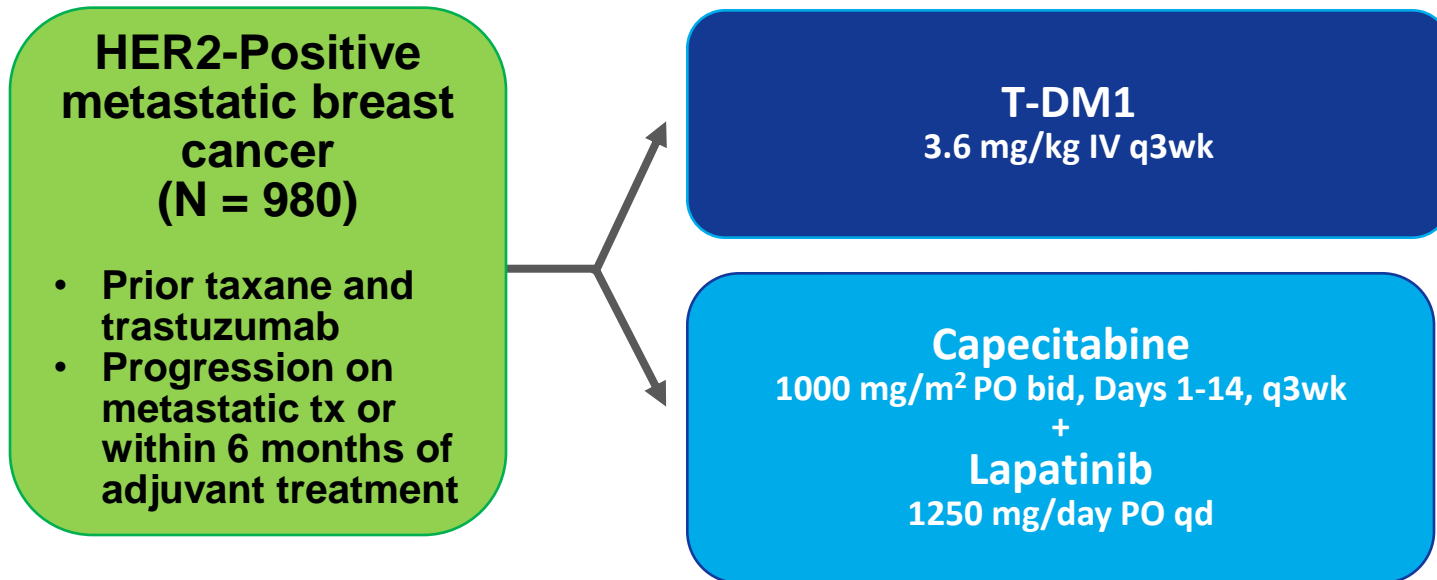 HER2-Positive
metastatic breast
cancer
(N = 980)
• Prior taxane and
trastuzumab
• Progression on
metastatic tx or
within 6 months of
adjuvant treatment
T-DM1
3.6 mg/kg IV q3wk
Capecitabine
1000 mg/m² PO bid, Days 1-14, q3wk
+
Lapatinib
1250 mg/day PO qd